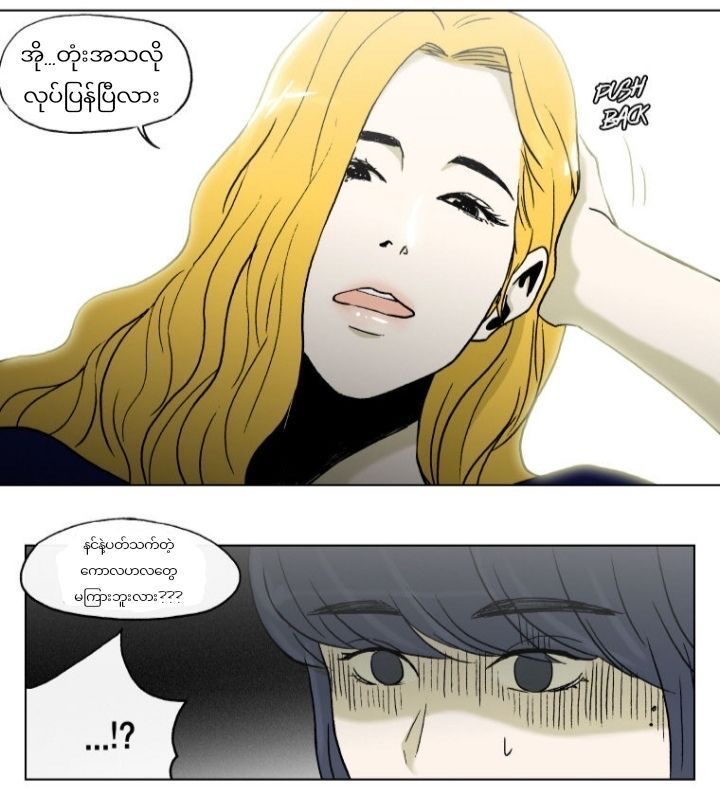 အို...တုံးအသလို
လုပ်ပြန်ပြီလား
PUSH
BACK
နင်နဲ့ပတ်သက်တဲ့
ကောလဟာလတွေ
မကြားဘူးလား???
...!?